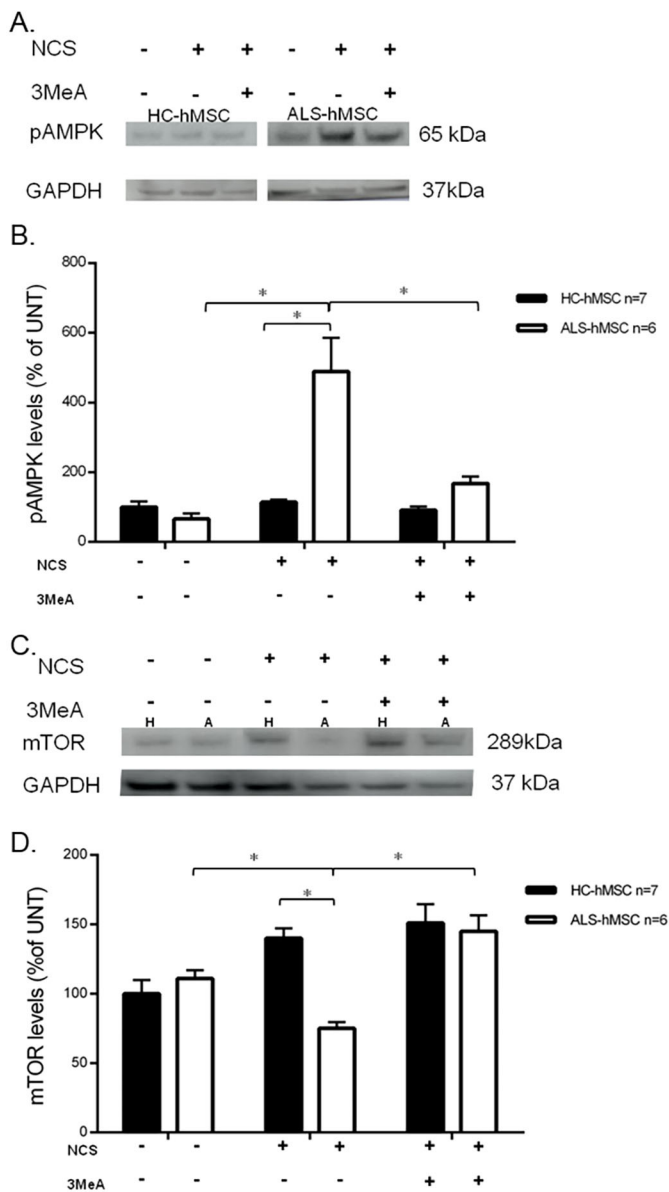 A.
NCS - + + - + +
3MeA - - + - - +
HC-hMSC ALS-hMSC
pAMPK 65 kDa
GAPDH 37kDa
B.
pAMPK levels (% of UNT)
800
600
400
200
0
* * *
HC-hMSC n=7
ALS-hMSC n=6
NCS - - + + + +
3MeA - - - - + +
C.
NCS - - + + + +
3MeA - - - - + +
H A H A H A
mTOR 289kDa
GAPDH 37 kDa
D.
mTOR levels (%of UNT)
200
150
100
50
0
* * *
HC-hMSC n=7
ALS-hMSC n=6
NCS - - + + + +
3MeA - - - - + +